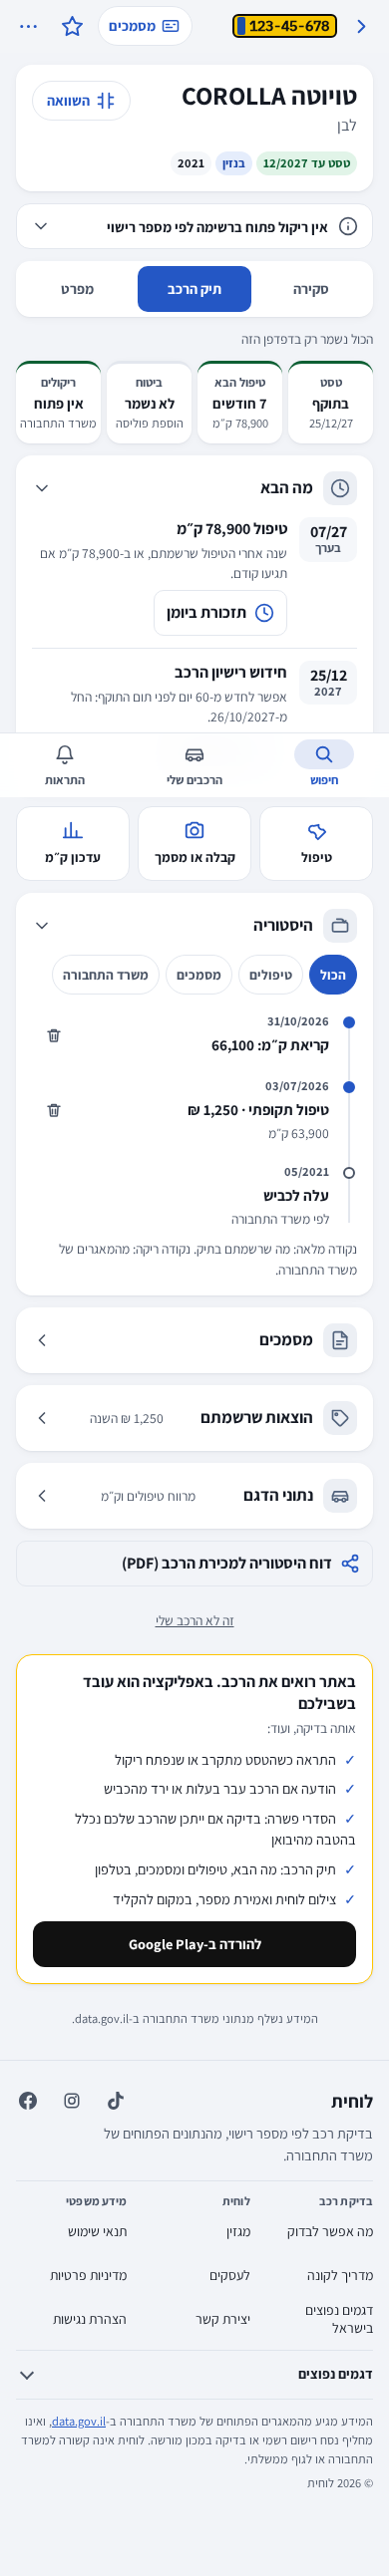 123-45-678
מסמכים
טויוטה COROLLA
השוואה
לבן
טסט עד 12/2027
בנזין
2021
אין ריקול פתוח ברשימה לפי מספר רישוי
סקירה
תיק הרכב
מפרט
הכול נשמר רק בדפדפן הזה
טסט
בתוקף
25/12/27
טיפול הבא
7 חודשים
78,900 ק״מ
ביטוח
לא נשמר
הוספת פוליסה
ריקולים
אין פתוח
משרד התחבורה
מה הבא
07/27
בערך
טיפול 78,900 ק״מ
שנה אחרי הטיפול שרשמתם, או ב-78,900 ק״מ אם
תגיעו קודם.
תזכורת ביומן
25/12
2027
חידוש רישיון הרכב
אפשר לחדש מ-60 יום לפני תום התוקף: החל
מ-26/10/2027.
חיפוש
הרכבים שלי
התראות
טיפול
קבלה או מסמך
עדכון ק״מ
היסטוריה
הכול
טיפולים
מסמכים
משרד התחבורה
31/10/2026
קריאת ק״מ: 66,100
03/07/2026
טיפול תקופתי · 1,250 ₪
63,900 ק״מ
05/2021
עלה לכביש
לפי משרד התחבורה
נקודה מלאה: מה שרשמתם בתיק. נקודה ריקה: מהמאגרים של
משרד התחבורה.
מסמכים
הוצאות שרשמתם
1,250 ₪ השנה
נתוני הדגם
מרווח טיפולים וק״מ
דוח היסטוריה למכירת הרכב (PDF)
זה לא הרכב שלי
באתר רואים את הרכב. באפליקציה הוא עובד
בשבילכם
אותה בדיקה, ועוד:
✓ התראה כשהטסט מתקרב או שנפתח ריקול
✓ הודעה אם הרכב עבר בעלות או ירד מהכביש
✓ הסדרי פשרה: בדיקה אם ייתכן שהרכב שלכם נכלל
בהטבה מהיבואן
✓ תיק הרכב: מה הבא, טיפולים ומסמכים, בטלפון
✓ צילום לוחית ואמירת מספר, במקום להקליד
להורדה ב-Google Play
המידע נשלף מנתוני משרד התחבורה ב-data.gov.il.
לוחית
בדיקת רכב לפי מספר רישוי, מהנתונים הפתוחים של
משרד התחבורה.
בדיקת רכב
מה אפשר לבדוק
מדריך לקונה
דגמים נפוצים
בישראל
לוחית
מגזין
לעסקים
יצירת קשר
מידע משפטי
תנאי שימוש
מדיניות פרטיות
הצהרת נגישות
דגמים נפוצים
המידע מגיע מהמאגרים הפתוחים של משרד התחבורה ב-data.gov.il, ואינו
מחליף נסח רישום רשמי או בדיקה במכון מורשה. לוחית אינה קשורה למשרד
התחבורה או לגוף ממשלתי.
© 2026 לוחית